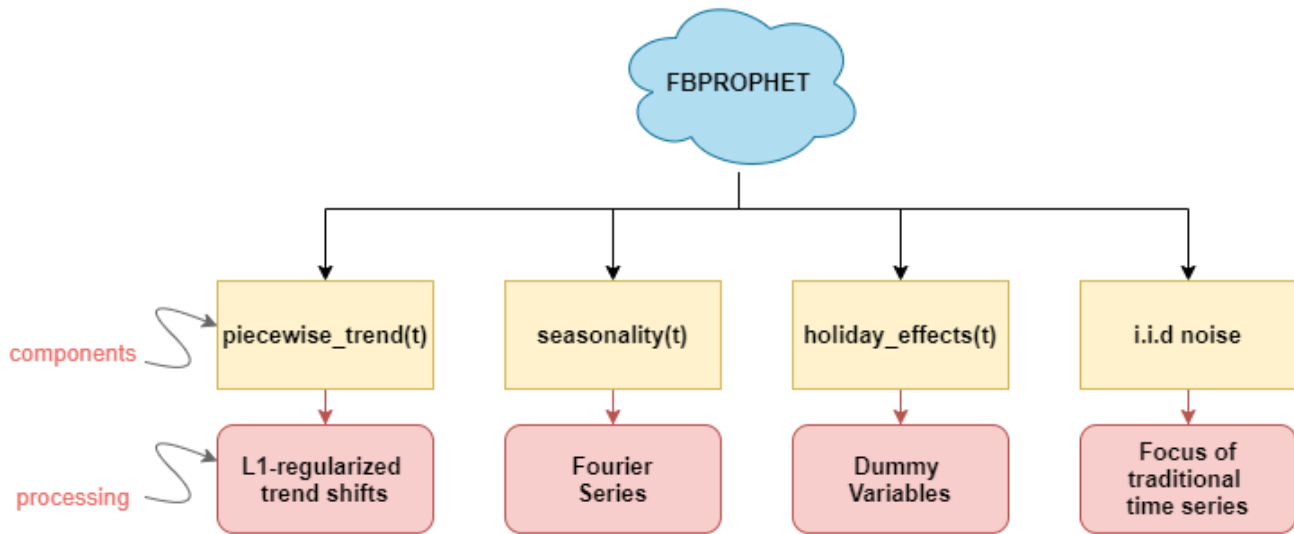 FBPROPHET
piecewise_trend(t)
seasonality(t)
holiday_effects(t)
i.i.d noise
components
L1-regularized
trend shifts
Fourier
Series
Dummy
Variables
Focus of
traditional
time series
processing